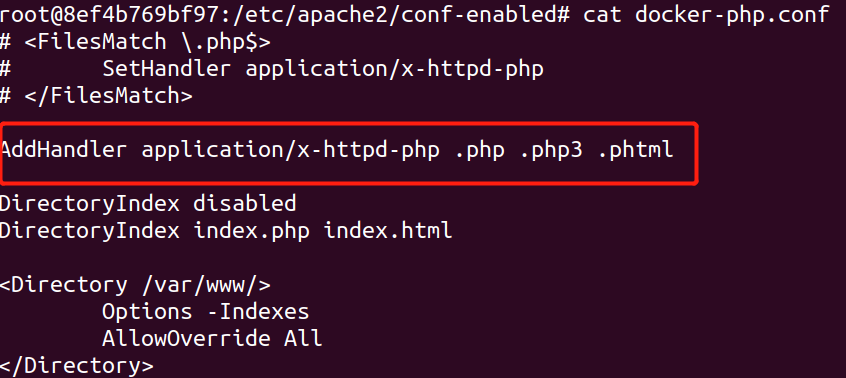 root@8ef4b769bf97:/etc/apache2/conf-enabled# cat docker-php.conf
# <FilesMatch \.php$>
#       SetHandler application/x-httpd-php
# </FilesMatch>
AddHandler application/x-httpd-php .php .php3 .phtml
DirectoryIndex disabled
DirectoryIndex index.php index.html
<Directory /var/www/>
        Options -Indexes
        AllowOverride All
</Directory>